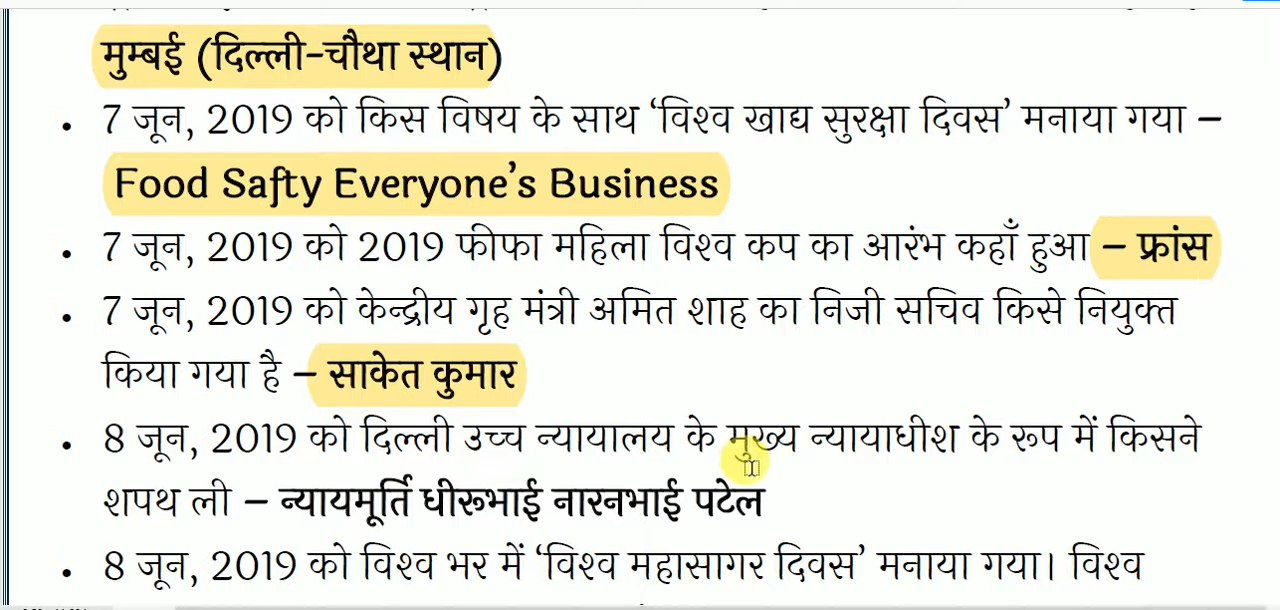 मुम्बई (दिल्ली-चौथा स्थान)
• 7 जून, 2019 को किस विषय के साथ ‘विश्व खाद्य सुरक्षा दिवस’ मनाया गया –
Food Safty Everyone’s Business
• 7 जून, 2019 को 2019 फीफा महिला विश्व कप का आरंभ कहाँ हुआ – फ्रांस
• 7 जून, 2019 को केन्द्रीय गृह मंत्री अमित शाह का निजी सचिव किसे नियुक्त
किया गया है – साकेत कुमार
• 8 जून, 2019 को दिल्ली उच्च न्यायालय के मुख्य न्यायाधीश के रूप में किसने
शपथ ली – न्यायमूर्ति धीरूभाई नारनभाई पटेल
• 8 जून, 2019 को विश्व भर में ‘विश्व महासागर दिवस’ मनाया गया। विश्व